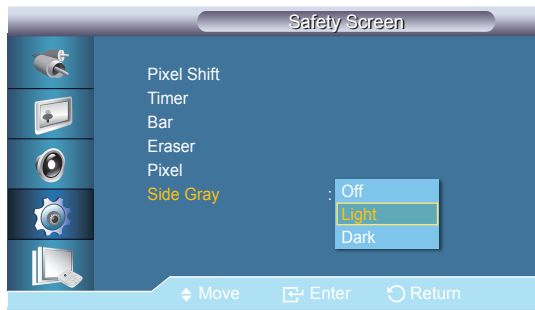 Safety Screen
Pixel Shift
Timer
Bar
Eraser
Pixel
Side Gray : Off
Light
Dark
Move Enter Return